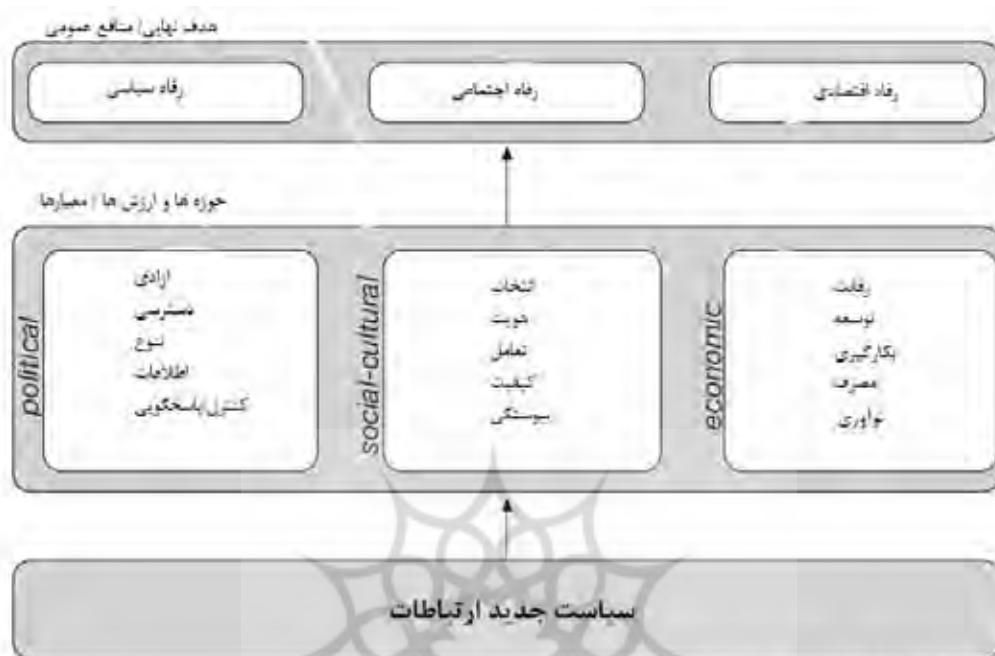 هدف نهایی/ منافع عمومی
رفاه اقتصادی
رفاه اجتماعی
رفاه سیاسی
حوزه ها و ارزش ها / معیارها
economic
رقابت
توسعه
بکارگیری
مصرف
نوآوری
social-cultural
انتخاب
هویت
تعامل
کیفیت
پیوستگی
political
آزادی
دسترسی
تنوع
اطلاعات
کنترل/پاسخگویی
سیاست جدید ارتباطات